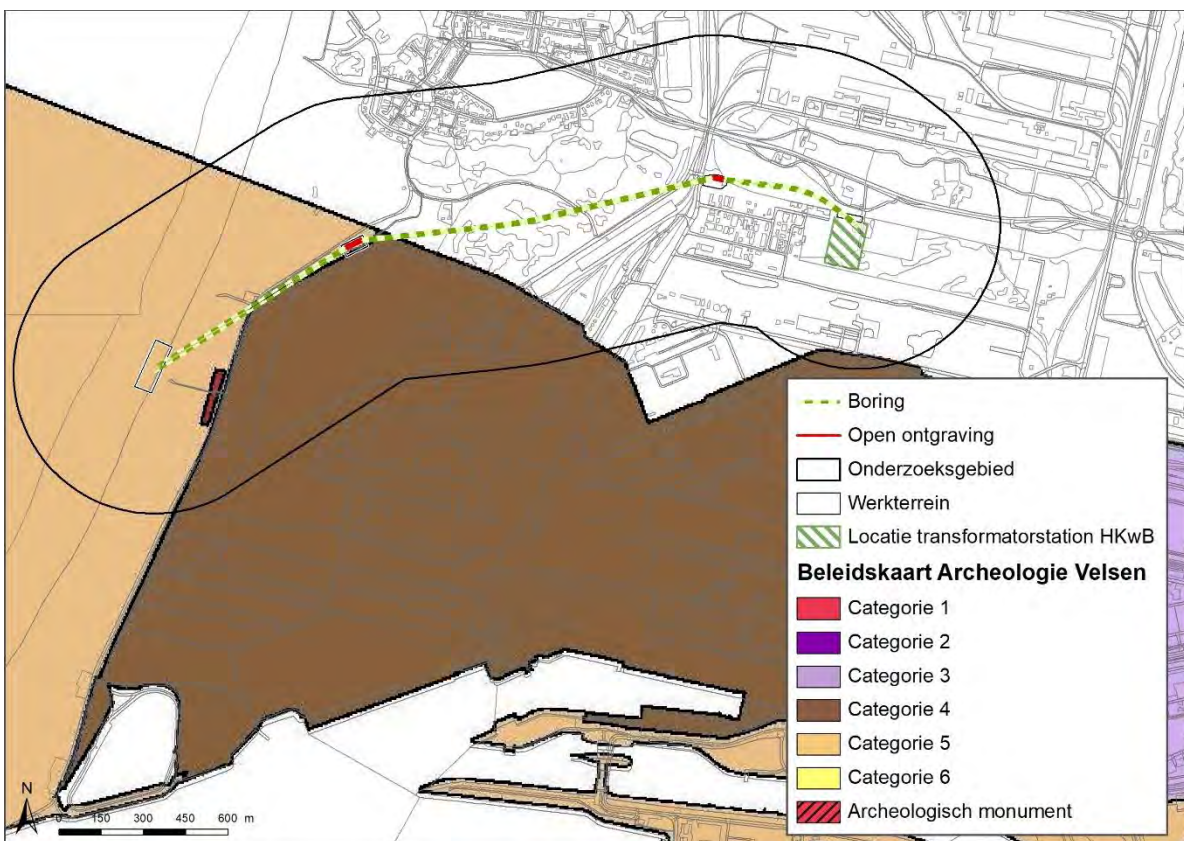 Boring
Open ontgraving
Onderzoeksgebied
Werkterrein
Locatie transformatorstation HKwB
Beleidskaart Archeologie Velsen
Categorie 1
Categorie 2
Categorie 3
Categorie 4
Categorie 5
Categorie 6
Archeologisch monument
N
0 150 300 450 600 m